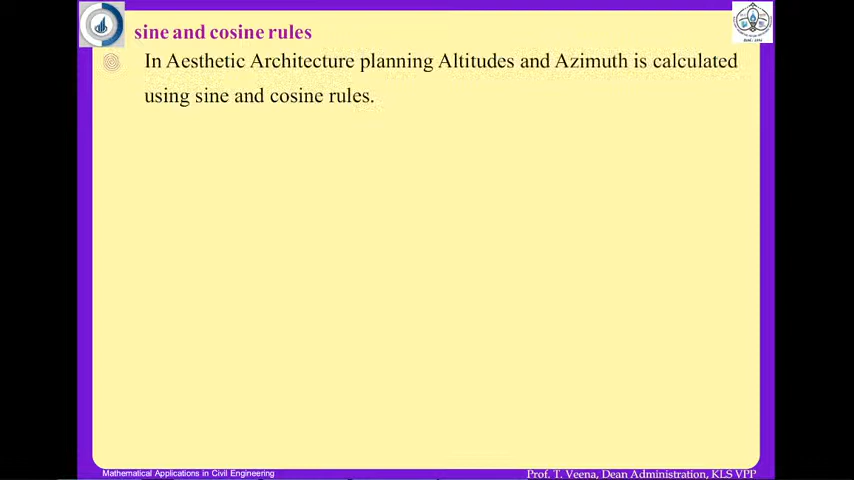 sine and cosine rules
In Aesthetic Architecture planning Altitudes and Azimuth is calculated
using sine and cosine rules.
Mathematical Applications in Civil Engineering
Prof. T. Veena, Dean Administration, KLS VPP